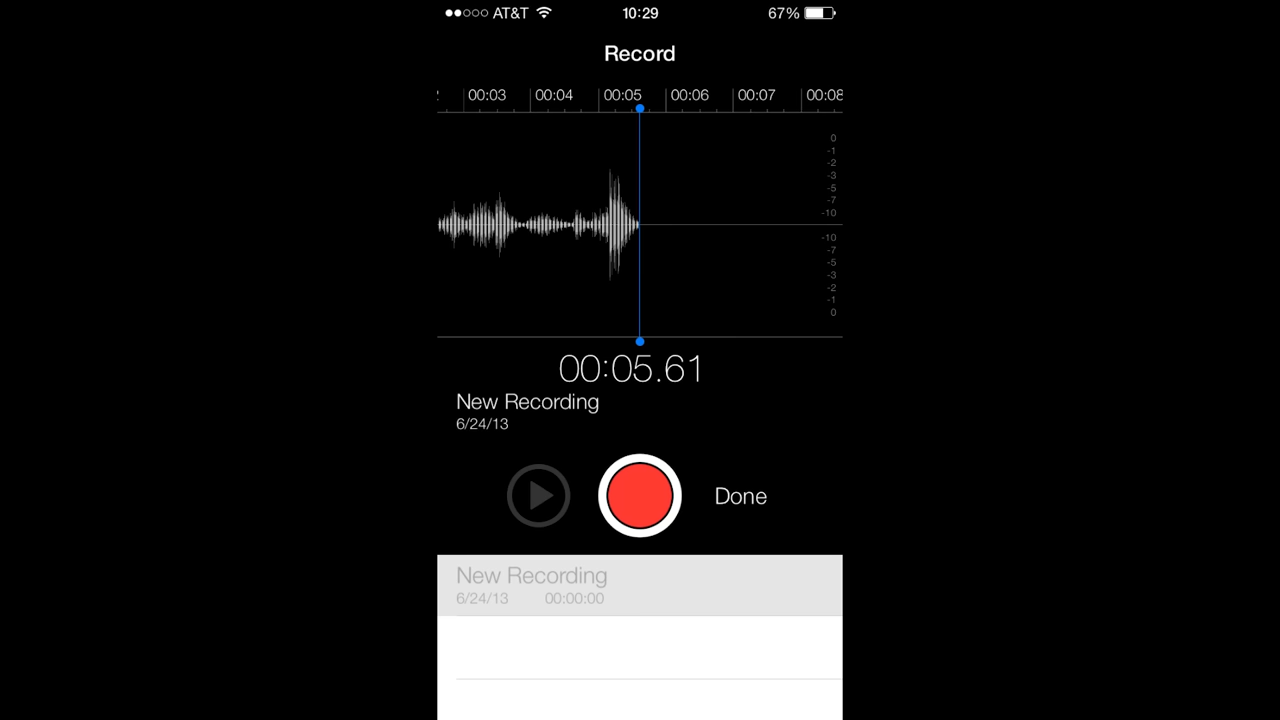 AT&T 10:29 67%
Record
00:03 00:04 00:05 00:06 00:07 00:08
0
-1
-2
-3
-5
-7
-10
-10
-7
-5
-3
-2
-1
0
00:05.61
New Recording
6/24/13
Done
New Recording
6/24/13 00:00:00